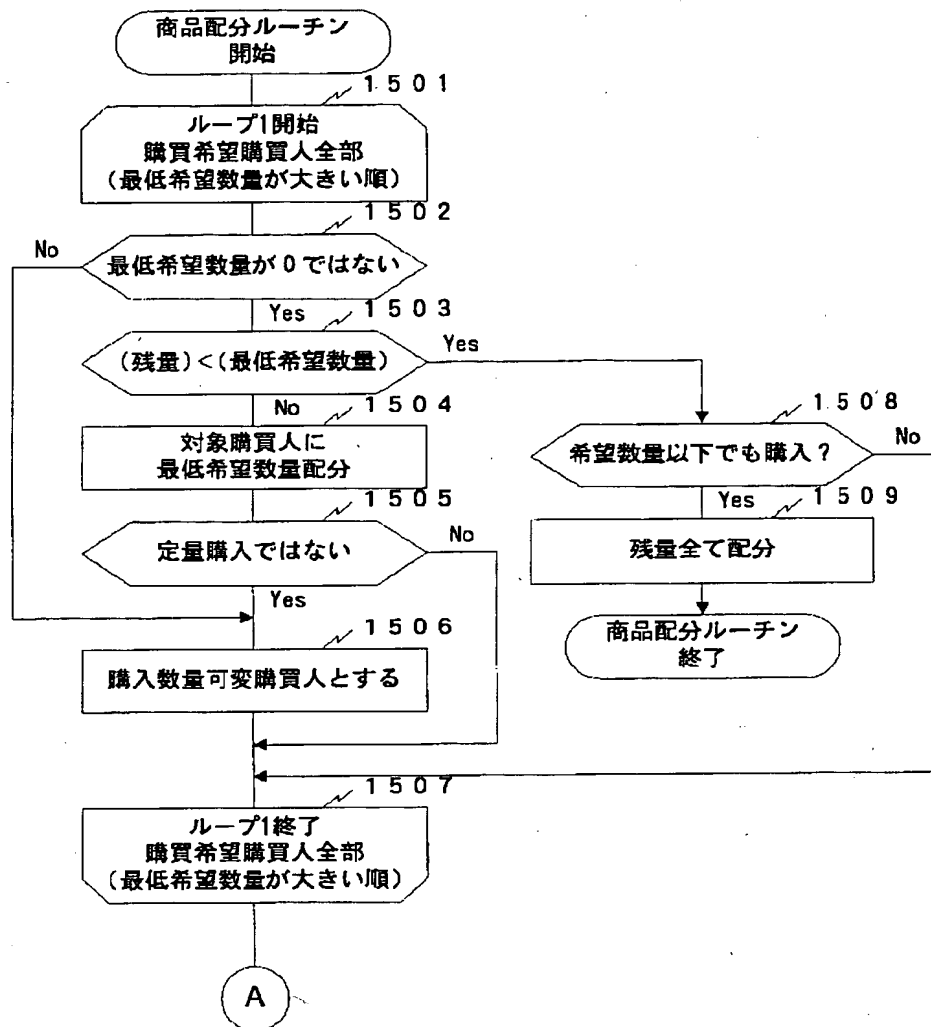 商品配分ルーチン
開始
1501
ループ1開始
購買希望購買人全部
(最低希望数量が大きい順)
1502
No
最低希望数量が0ではない
Yes
1503
(残量)<(最低希望数量)
Yes
No
1504
対象購買人に
最低希望数量配分
1505
定量購入ではない
No
Yes
1506
購入数量可変購買人とする
1507
ループ1終了
購買希望購買人全部
(最低希望数量が大きい順)
A
1508
希望数量以下でも購入?
No
Yes
1509
残量全て配分
商品配分ルーチン
終了